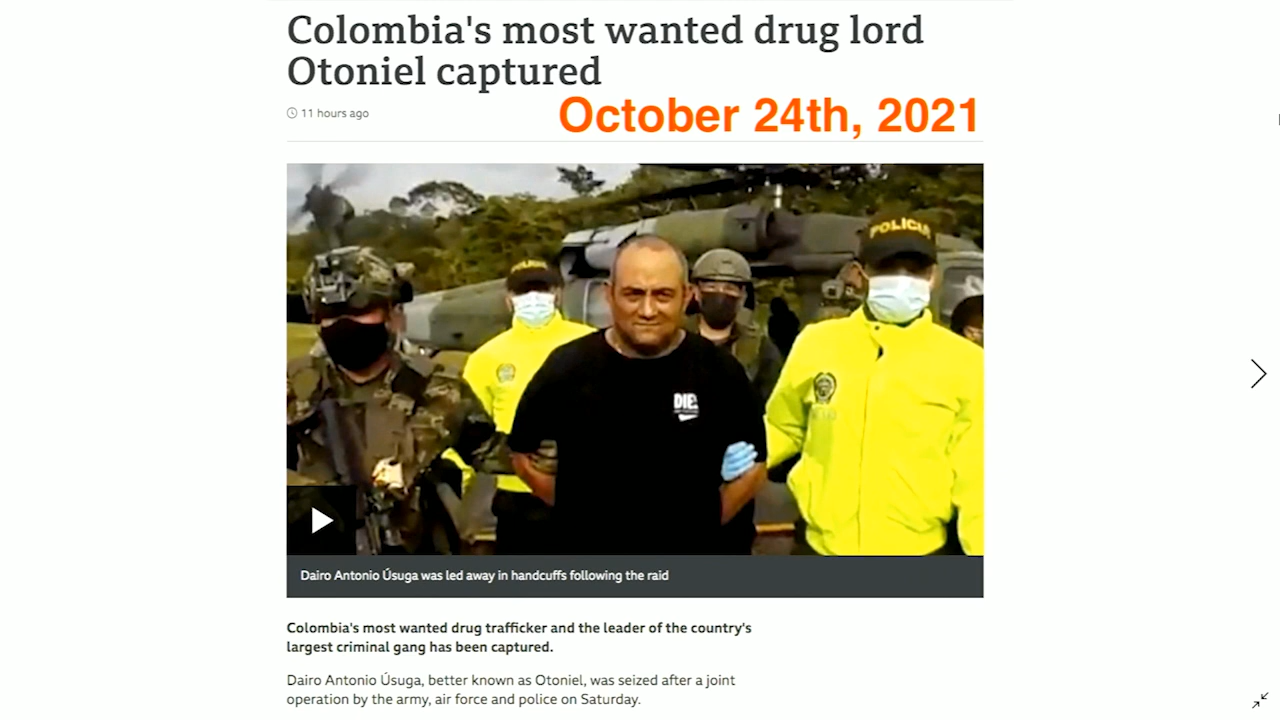 Colombia's most wanted drug lord
Otoniel captured
11 hours ago
October 24th, 2021
POLICIA
DIE
Dairo Antonio Úsuga was led away in handcuffs following the raid
Colombia's most wanted drug trafficker and the leader of the country's
largest criminal gang has been captured.
Dairo Antonio Úsuga, better known as Otoniel, was seized after a joint
operation by the army, air force and police on Saturday.